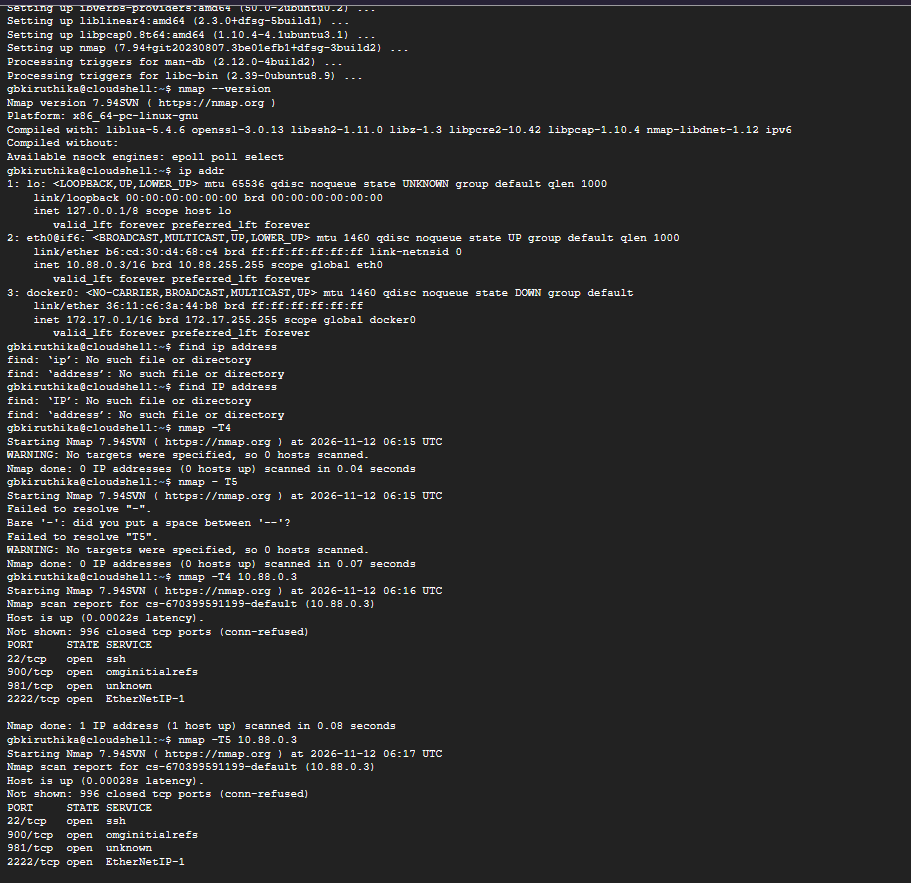 Setting up ibverbs-providers:amd64 (50.0-2ubuntu0.2) ...
Setting up liblinear4:amd64 (2.3.0+dfsg-5build1) ...
Setting up libpcap0.8t64:amd64 (1.10.4-4.1ubuntu3.1) ...
Setting up nmap (7.94+git20230807.3be01efb1+dfsg-3build2) ...
Processing triggers for man-db (2.12.0-4build2) ...
Processing triggers for libc-bin (2.39-0ubuntu8.9) ...
gbkiruthika@cloudshell:~$ nmap --version
Nmap version 7.94SVN ( https://nmap.org )
Platform: x86_64-pc-linux-gnu
Compiled with: liblua-5.4.6 openssl-3.0.13 libssh2-1.11.0 libz-1.3 libpcre2-10.42 libpcap-1.10.4 nmap-libdnet-1.12 ipv6
Compiled without:
Available nsock engines: epoll poll select
gbkiruthika@cloudshell:~$ ip addr
1: lo: <LOOPBACK,UP,LOWER_UP> mtu 65536 qdisc noqueue state UNKNOWN group default qlen 1000
    link/loopback 00:00:00:00:00:00 brd 00:00:00:00:00:00
    inet 127.0.0.1/8 scope host lo
       valid_lft forever preferred_lft forever
2: eth0@if6: <BROADCAST,MULTICAST,UP,LOWER_UP> mtu 1460 qdisc noqueue state UP group default qlen 1000
    link/ether b6:cd:30:d4:68:c4 brd ff:ff:ff:ff:ff:ff link-netnsid 0
    inet 10.88.0.3/16 brd 10.88.255.255 scope global eth0
       valid_lft forever preferred_lft forever
3: docker0: <NO-CARRIER,BROADCAST,MULTICAST,UP> mtu 1460 qdisc noqueue state DOWN group default
    link/ether 36:11:c6:3a:44:b8 brd ff:ff:ff:ff:ff:ff
    inet 172.17.0.1/16 brd 172.17.255.255 scope global docker0
       valid_lft forever preferred_lft forever
gbkiruthika@cloudshell:~$ find ip address
find: ‘ip’: No such file or directory
find: ‘address’: No such file or directory
gbkiruthika@cloudshell:~$ find IP address
find: ‘IP’: No such file or directory
find: ‘address’: No such file or directory
gbkiruthika@cloudshell:~$ nmap -T4
Starting Nmap 7.94SVN ( https://nmap.org ) at 2026-11-12 06:15 UTC
WARNING: No targets were specified, so 0 hosts scanned.
Nmap done: 0 IP addresses (0 hosts up) scanned in 0.04 seconds
gbkiruthika@cloudshell:~$ nmap - T5
Starting Nmap 7.94SVN ( https://nmap.org ) at 2026-11-12 06:15 UTC
Failed to resolve "-".
Bare '-': did you put a space between '--'?
Failed to resolve "T5".
WARNING: No targets were specified, so 0 hosts scanned.
Nmap done: 0 IP addresses (0 hosts up) scanned in 0.07 seconds
gbkiruthika@cloudshell:~$ nmap -T4 10.88.0.3
Starting Nmap 7.94SVN ( https://nmap.org ) at 2026-11-12 06:16 UTC
Nmap scan report for cs-670399591199-default (10.88.0.3)
Host is up (0.00022s latency).
Not shown: 996 closed tcp ports (conn-refused)
PORT     STATE SERVICE
22/tcp   open  ssh
900/tcp  open  omginitialrefs
981/tcp  open  unknown
2222/tcp open  EtherNetIP-1
Nmap done: 1 IP address (1 host up) scanned in 0.08 seconds
gbkiruthika@cloudshell:~$ nmap -T5 10.88.0.3
Starting Nmap 7.94SVN ( https://nmap.org ) at 2026-11-12 06:17 UTC
Nmap scan report for cs-670399591199-default (10.88.0.3)
Host is up (0.00028s latency).
Not shown: 996 closed tcp ports (conn-refused)
PORT     STATE SERVICE
22/tcp   open  ssh
900/tcp  open  omginitialrefs
981/tcp  open  unknown
2222/tcp open  EtherNetIP-1